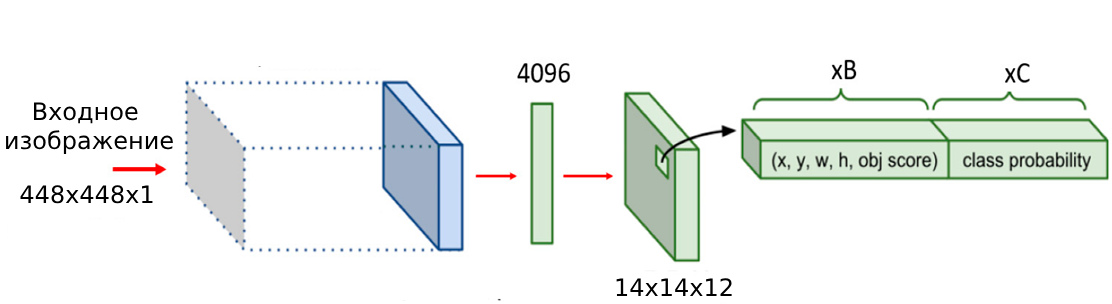 Входное
изображение
448x448x1
4096
14x14x12
xB
xC
(x, y, w, h, obj score)
class probability